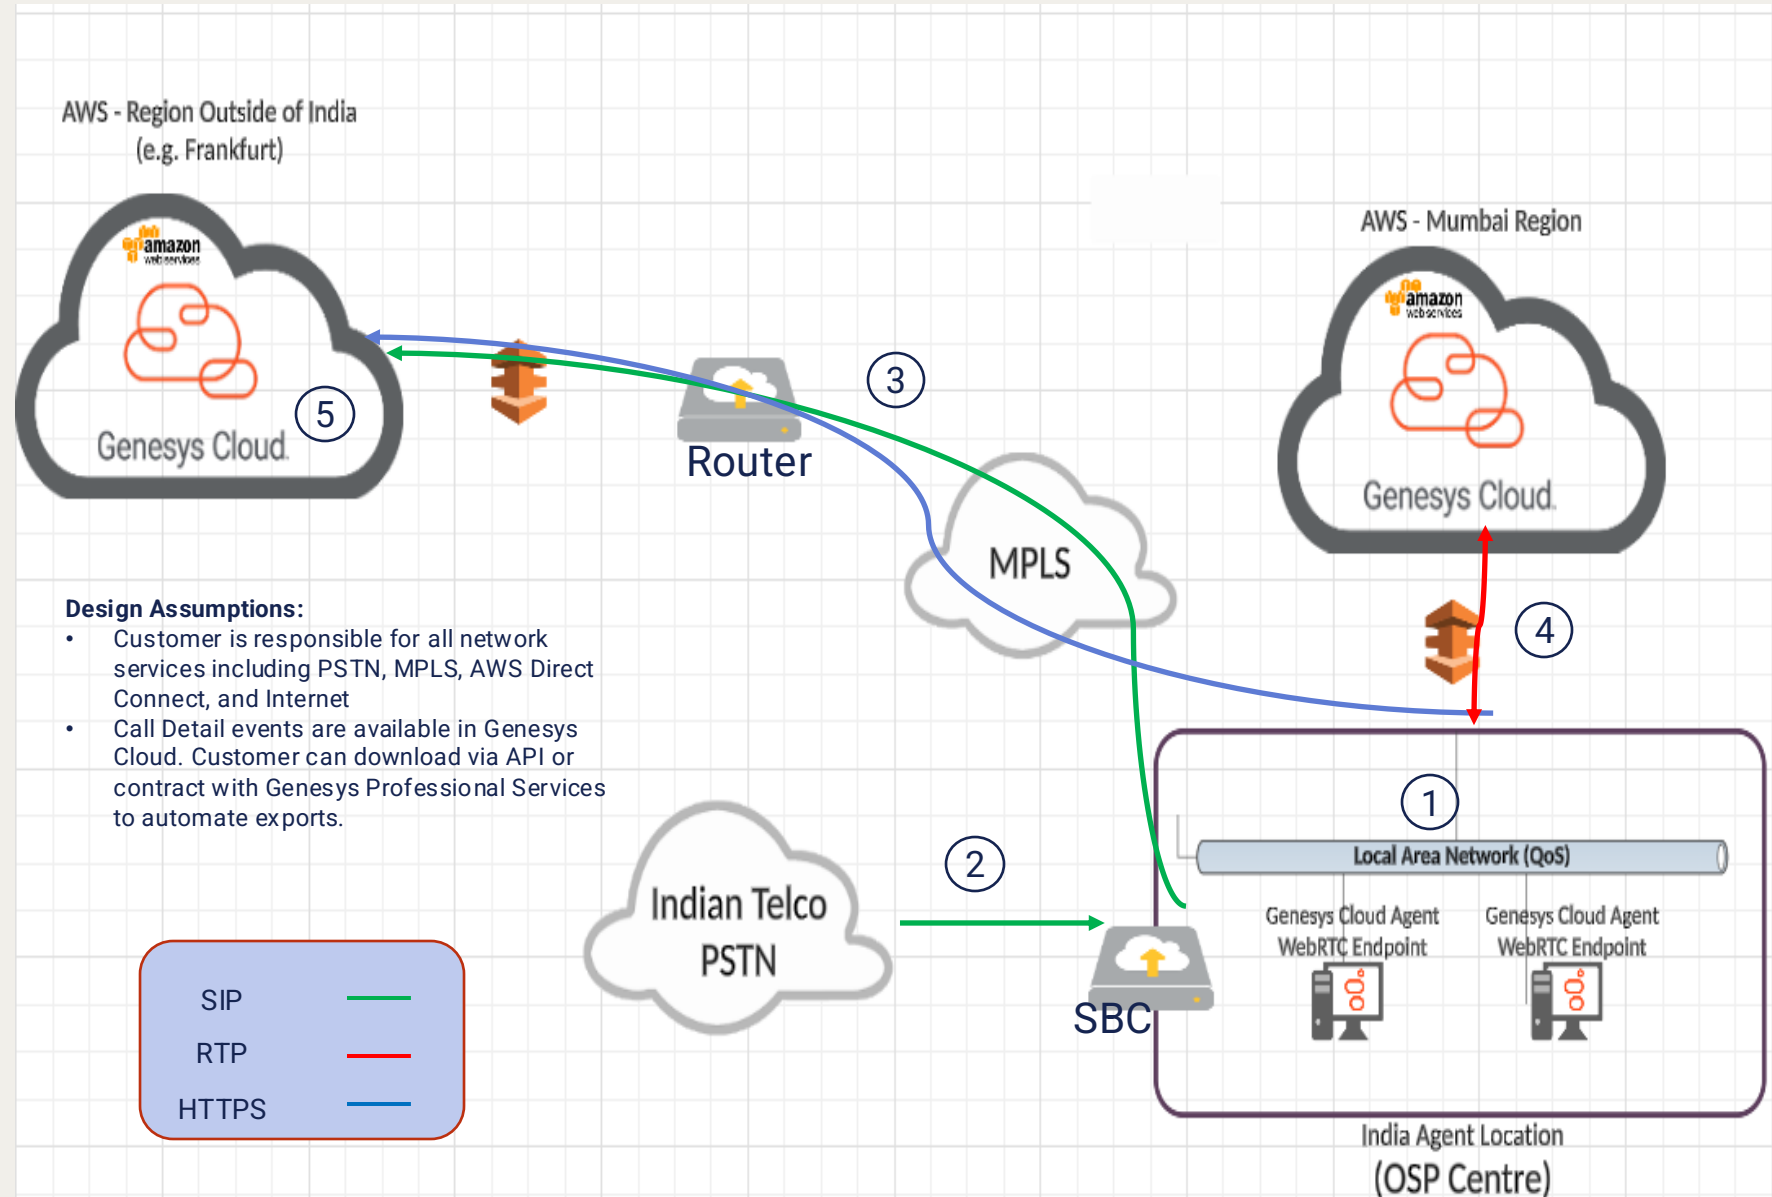 AWS - Region Outside of India
(e.g. Frankfurt)
amazon
webservices
Genesys Cloud.
5
Router
3
MPLS
AWS - Mumbai Region
amazon
webservices
Genesys Cloud.
4
Design Assumptions:
• Customer is responsible for all network
services including PSTN, MPLS, AWS Direct
Connect, and Internet
• Call Detail events are available in Genesys
Cloud. Customer can download via API or
contract with Genesys Professional Services
to automate exports.
Indian Telco
PSTN
2
SBC
1
Local Area Network (QoS)
Genesys Cloud Agent
WebRTC Endpoint
Genesys Cloud Agent
WebRTC Endpoint
India Agent Location
(OSP Centre)
SIP
RTP
HTTPS